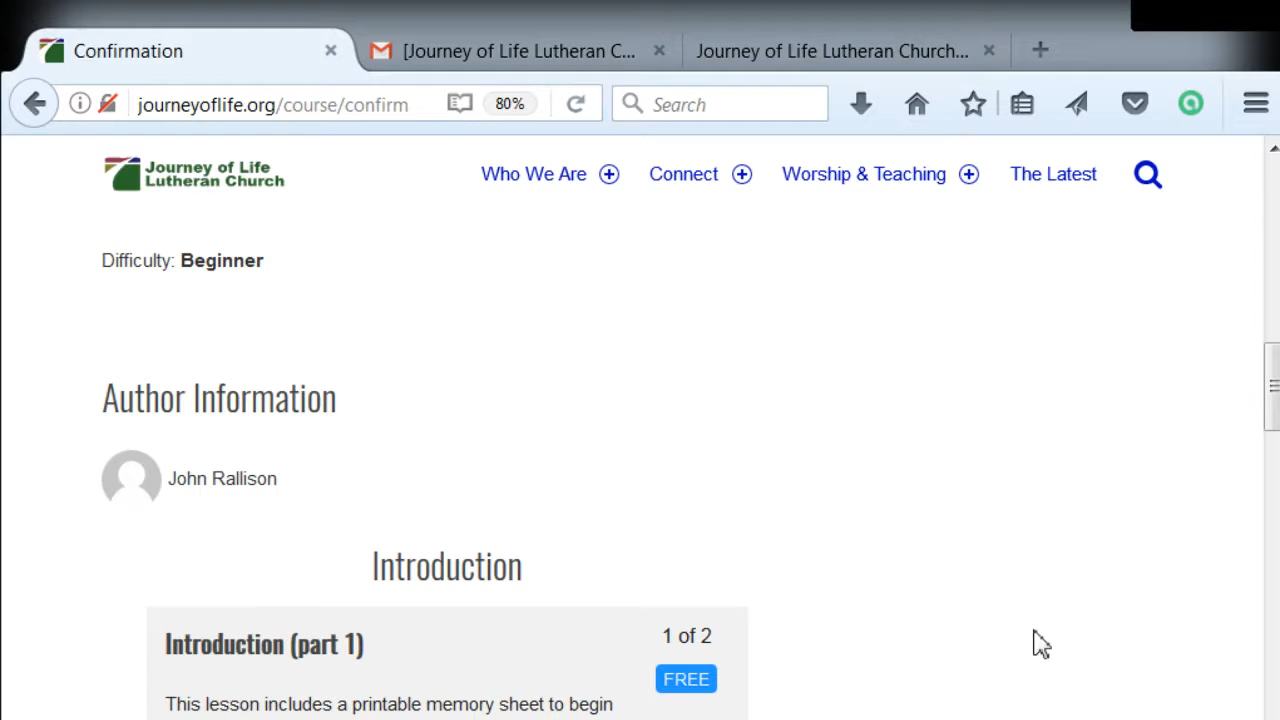 Confirmation
[Journey of Life Lutheran C...
Journey of Life Lutheran Church...
journeyoflife.org/course/confirm
80%
Search
Journey of Life
Lutheran Church
Who We Are
Connect
Worship & Teaching
The Latest
Difficulty: Beginner
Author Information
John Rallison
Introduction
Introduction (part 1)
1 of 2
FREE
This lesson includes a printable memory sheet to begin